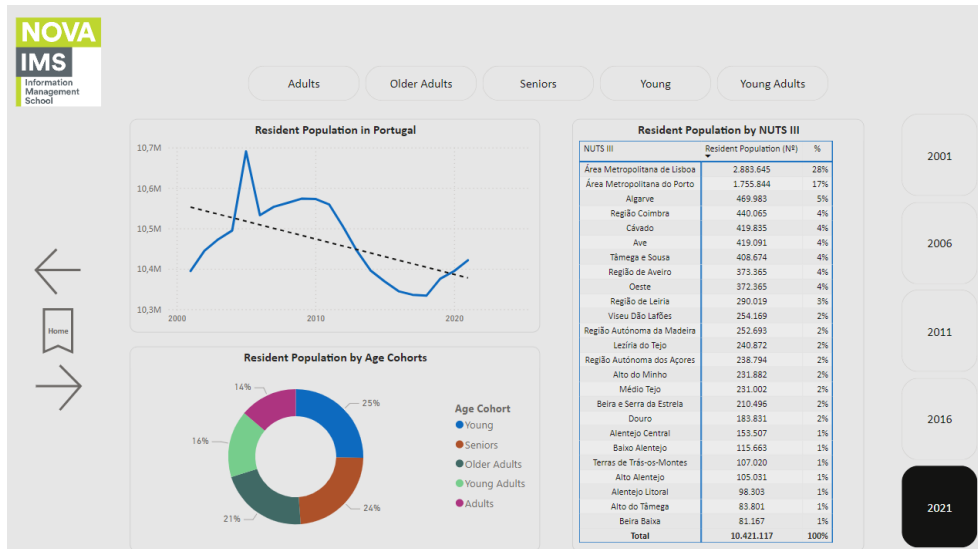 NOVA
IMS
Information
Management
School
Adults
Older Adults
Seniors
Young
Young Adults
Resident Population in Portugal
10,7M
10,6M
10,5M
10,4M
10,3M
2000
2010
2020
Home
Resident Population by Age Cohorts
14%
25%
16%
21%
24%
Age Cohort
Young
Seniors
Older Adults
Young Adults
Adults
Resident Population by NUTS III
NUTS III Resident Population (Nº) %
Área Metropolitana de Lisboa 2.883.645 28%
Área Metropolitana do Porto 1.755.844 17%
Algarve 469.983 5%
Região Coimbra 440.065 4%
Cávado 419.835 4%
Ave 419.091 4%
Tâmega e Sousa 408.674 4%
Região de Aveiro 373.365 4%
Oeste 372.365 4%
Região de Leiria 290.019 3%
Viseu Dão Lafões 254.169 2%
Região Autónoma da Madeira 252.693 2%
Lezíria do Tejo 240.872 2%
Região Autónoma dos Açores 238.794 2%
Alto do Minho 231.882 2%
Médio Tejo 231.002 2%
Beira e Serra da Estrela 210.496 2%
Douro 183.831 2%
Alentejo Central 153.507 1%
Baixo Alentejo 115.663 1%
Terras de Trás-os-Montes 107.020 1%
Alto Alentejo 105.031 1%
Alentejo Litoral 98.303 1%
Alto do Tâmega 83.801 1%
Beira Baixa 81.167 1%
Total 10.421.117 100%
2001
2006
2011
2016
2021